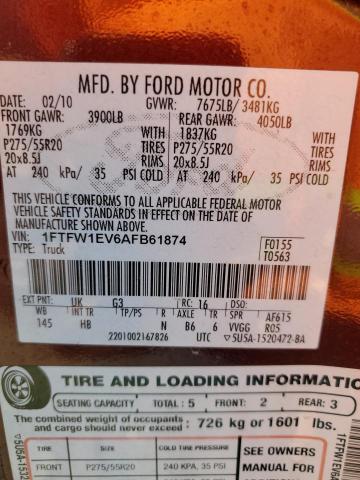 MFD. BY FORD MOTOR CO.
DATE: 02/10 GVWR: 7675LB/ 3481KG
FRONT GAWR: 3900LB REAR GAWR: 4050LB
1769KG WITH 1837KG WITH
P275/55R20 TIRES P275/55R20 TIRES
20x8.5J RIMS 20x8.5J RIMS
AT 240 kPa/ 35 PSI COLD AT 240 kPa/ 35 PSI COLD
THIS VEHICLE CONFORMS TO ALL APPLICABLE FEDERAL MOTOR
VEHICLE SAFETY STANDARDS IN EFFECT ON THE DATE OF
MANUFACTURE SHOWN ABOVE.
VIN: 1FTFW1EV6AFB61874
TYPE: Truck
F0155
T0563
EXT PNT: UK G3 RC: 16 DSO:
WB INT TR TP/PS R AXLE TR SPR AF615
145 HB N B6 6 VVGG R05
2201002167826 UTC 5U5A-1520472-BA
TIRE AND LOADING INFORMATIO
SEATING CAPACITY TOTAL: 5 FRONT: 2 REAR: 3
The combined weight of occupants
and cargo should never exceed: 726 kg or 1601 lbs.
TIRE SIZE COLD TIRE PRESSURE SEE OWNERS
FRONT P275/55R20 240 KPA, 35 PSI MANUAL FOR
ADDITION